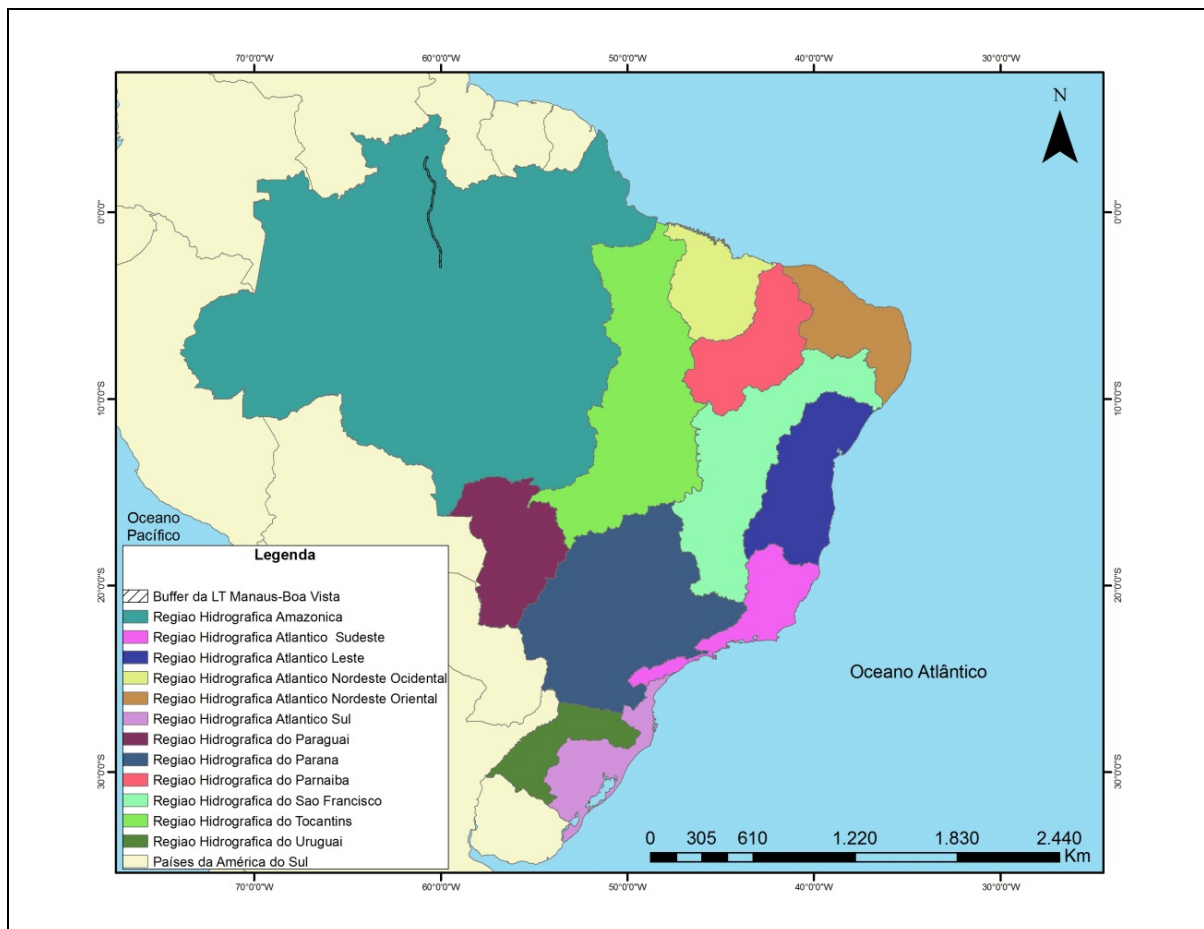 70°0'0"W 60°0'0"W 50°0'0"W 40°0'0"W 30°0'0"W
N
0°0'0" 0°0'0"
10°0'0"S 10°0'0"S
20°0'0"S 20°0'0"S
30°0'0"S 30°0'0"S
Oceano
Pacífico
Legenda
Buffer da LT Manaus-Boa Vista
Regiao Hidrografica Amazonica
Regiao Hidrografica Atlantico Sudeste
Regiao Hidrografica Atlantico Leste
Regiao Hidrografica Atlantico Nordeste Ocidental
Regiao Hidrografica Atlantico Nordeste Oriental
Regiao Hidrografica Atlantico Sul
Regiao Hidrografica do Paraguai
Regiao Hidrografica do Parana
Regiao Hidrografica do Parnaiba
Regiao Hidrografica do Sao Francisco
Regiao Hidrografica do Tocantins
Regiao Hidrografica do Uruguai
Países da América do Sul
Oceano Atlântico
0 305 610 1.220 1.830 2.440
Km
70°0'0"W 60°0'0"W 50°0'0"W 40°0'0"W 30°0'0"W